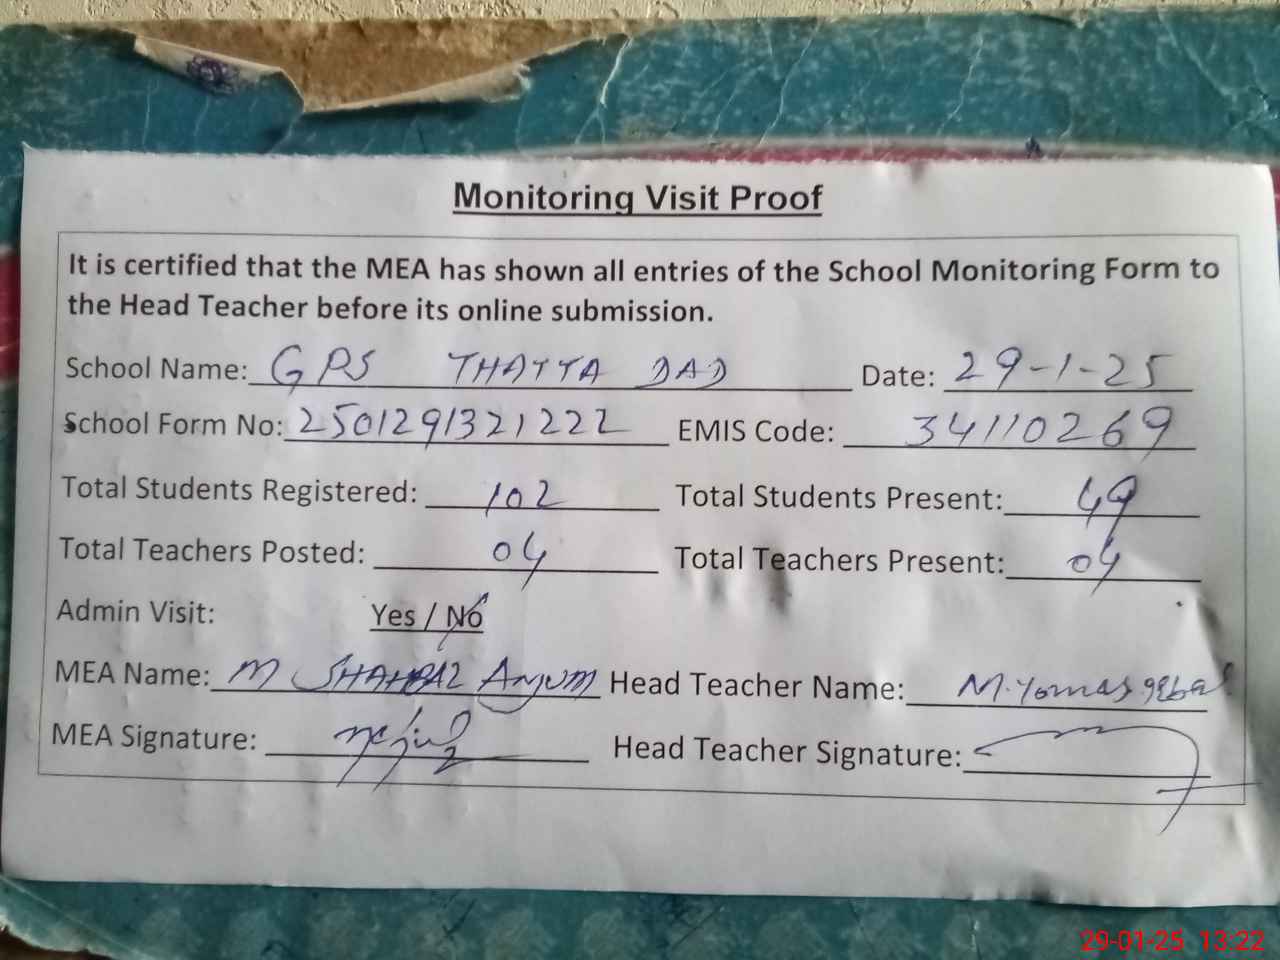 Monitoring Visit Proof
It is certified that the MEA has shown all entries of the School Monitoring Form to
the Head Teacher before its online submission.
School Name: GPS THATTA DAD Date: 29-1-25
School Form No: 2501291321222 EMIS Code: 34110269
Total Students Registered: 102 Total Students Present: 49
Total Teachers Posted: 04 Total Teachers Present: 04
Admin Visit: Yes / No
MEA Name: M SHAHBAZ ANJUM Head Teacher Name: M.
MEA Signature: Head Teacher Signature:
29-01-25 13:22